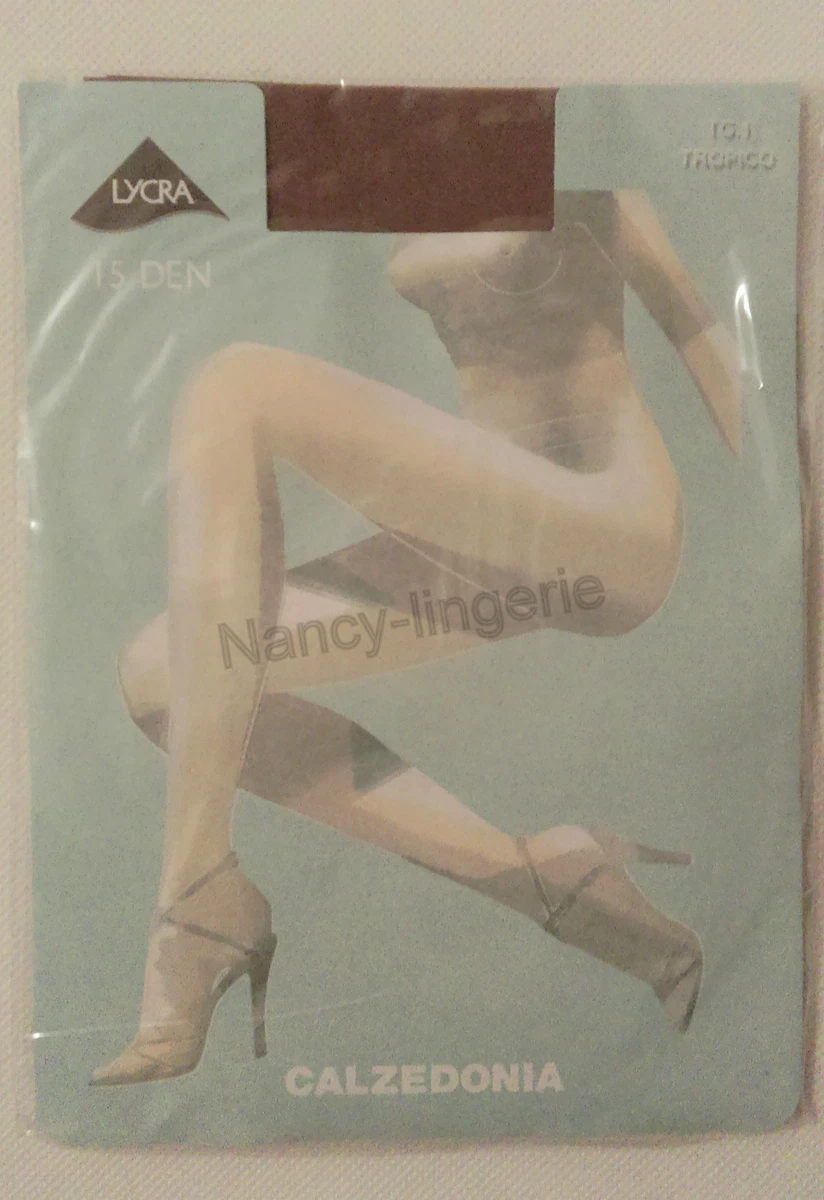 LYCRA
15 DEN
TG.1
TROPICO
Nancy-lingerie
CALZEDONIA